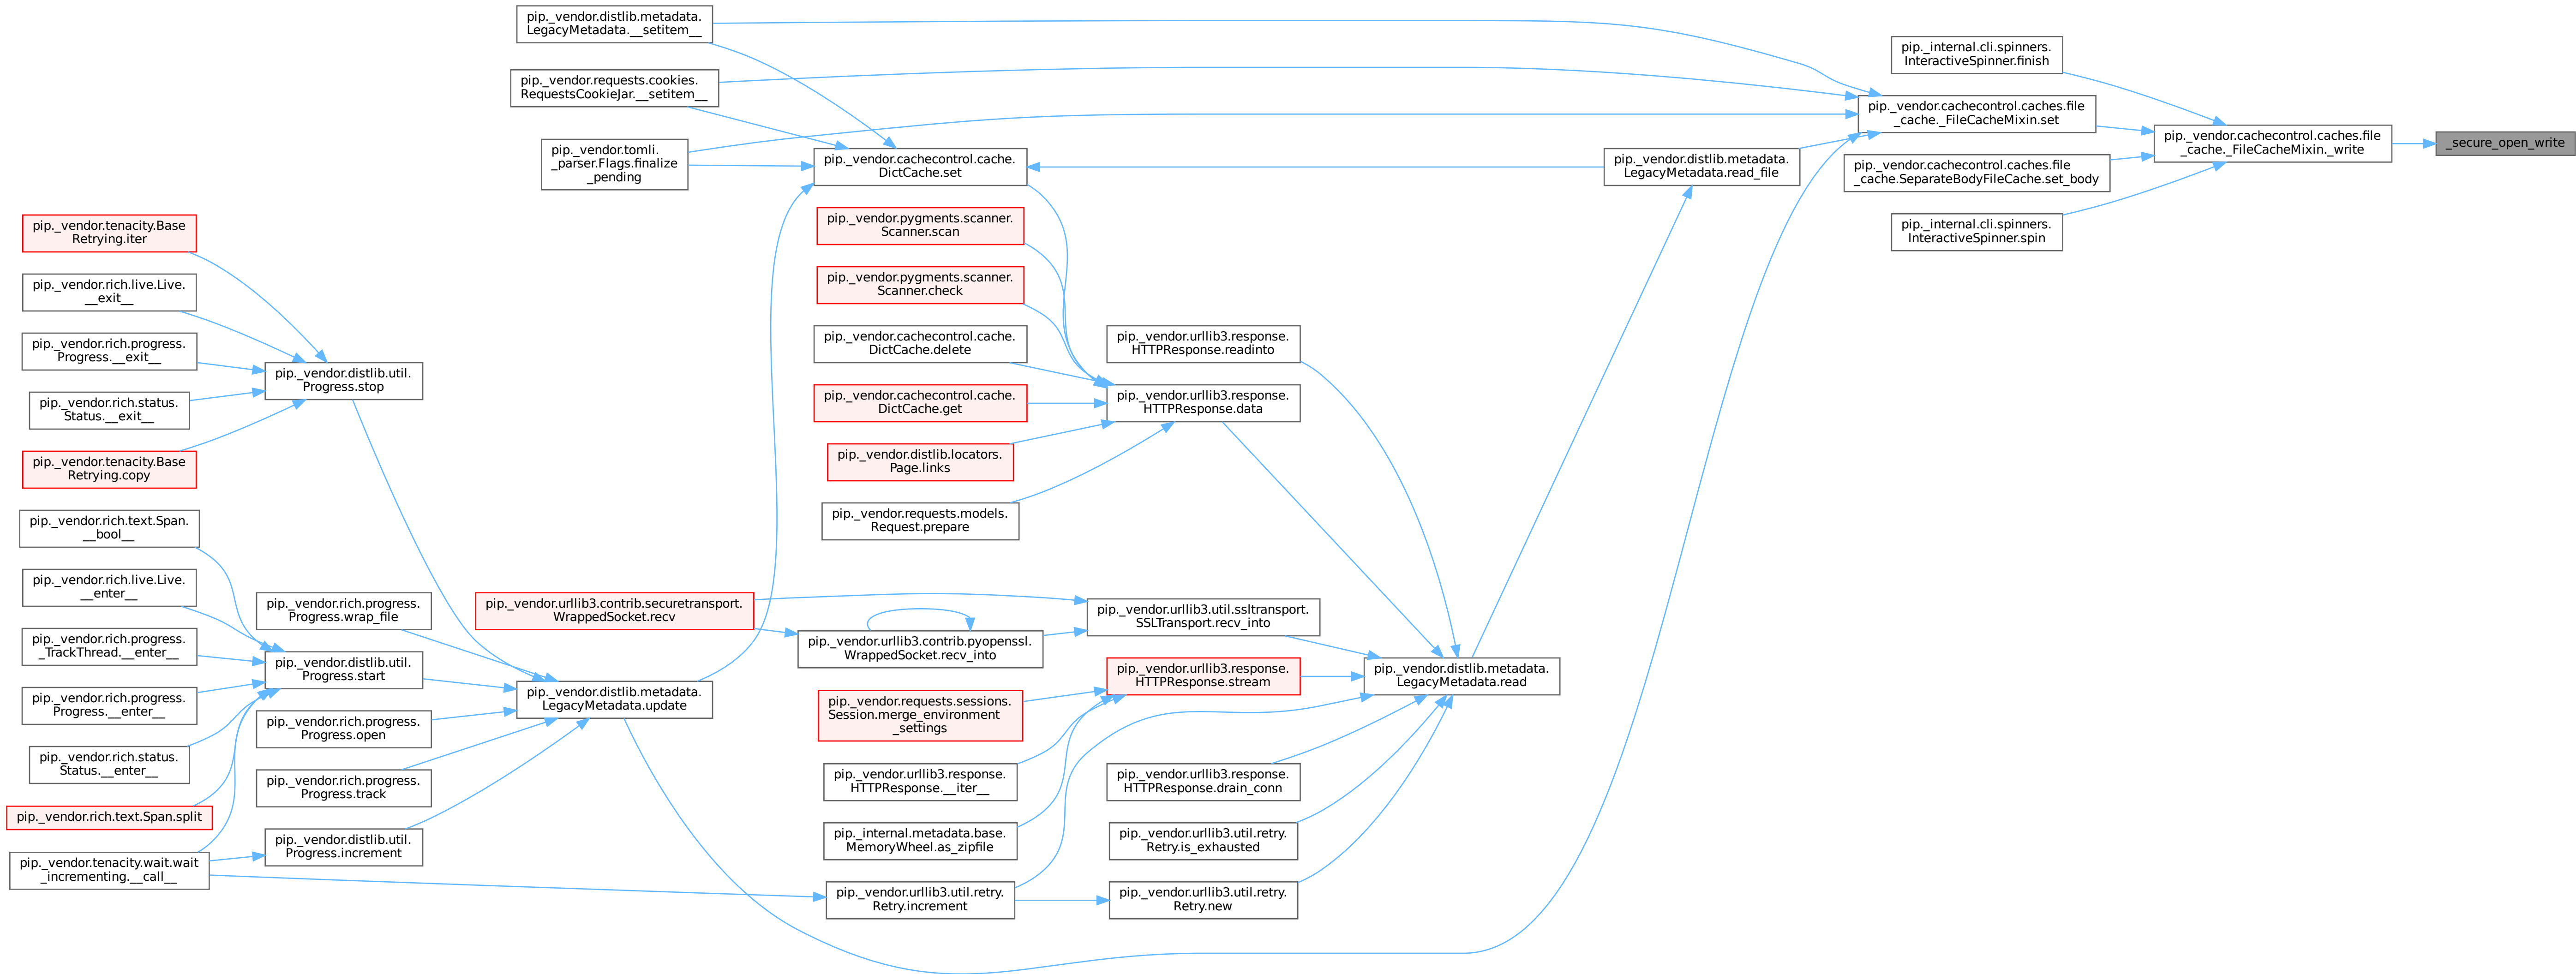 pip._vendor.distlib.metadata.
LegacyMetadata.__setitem__
pip._vendor.requests.cookies.
RequestsCookieJar.__setitem__
pip._vendor.tomli.
_parser.Flags.finalize
_pending
pip._vendor.tenacity.Base
Retrying.iter
pip._vendor.rich.live.Live.
__exit__
pip._vendor.rich.progress.
Progress.__exit__
pip._vendor.rich.status.
Status.__exit__
pip._vendor.tenacity.Base
Retrying.copy
pip._vendor.rich.text.Span.
__bool__
pip._vendor.rich.live.Live.
__enter__
pip._vendor.rich.progress.
_TrackThread.__enter__
pip._vendor.rich.progress.
Progress.__enter__
pip._vendor.rich.status.
Status.__enter__
pip._vendor.rich.text.Span.split
pip._vendor.tenacity.wait.wait
_incrementing.__call__
pip._vendor.distlib.util.
Progress.stop
pip._vendor.rich.progress.
Progress.wrap_file
pip._vendor.distlib.util.
Progress.start
pip._vendor.rich.progress.
Progress.open
pip._vendor.rich.progress.
Progress.track
pip._vendor.distlib.util.
Progress.increment
pip._vendor.urllib3.contrib.securetransport.
WrappedSocket.recv
pip._vendor.distlib.metadata.
LegacyMetadata.update
pip._vendor.cachecontrol.cache.
DictCache.set
pip._vendor.pygments.scanner.
Scanner.scan
pip._vendor.pygments.scanner.
Scanner.check
pip._vendor.cachecontrol.cache.
DictCache.delete
pip._vendor.cachecontrol.cache.
DictCache.get
pip._vendor.distlib.locators.
Page.links
pip._vendor.requests.models.
Request.prepare
pip._vendor.urllib3.contrib.pyopenssl.
WrappedSocket.recv_into
pip._vendor.requests.sessions.
Session.merge_environment
_settings
pip._vendor.urllib3.response.
HTTPResponse.__iter__
pip._internal.metadata.base.
MemoryWheel.as_zipfile
pip._vendor.urllib3.util.retry.
Retry.increment
pip._vendor.urllib3.response.
HTTPResponse.readinto
pip._vendor.urllib3.response.
HTTPResponse.data
pip._vendor.urllib3.util.ssltransport.
SSLTransport.recv_into
pip._vendor.urllib3.response.
HTTPResponse.stream
pip._vendor.urllib3.response.
HTTPResponse.drain_conn
pip._vendor.urllib3.util.retry.
Retry.is_exhausted
pip._vendor.urllib3.util.retry.
Retry.new
pip._vendor.distlib.metadata.
LegacyMetadata.read
pip._vendor.distlib.metadata.
LegacyMetadata.read_file
pip._internal.cli.spinners.
InteractiveSpinner.finish
pip._vendor.cachecontrol.caches.file
_cache._FileCacheMixin.set
pip._vendor.cachecontrol.caches.file
_cache.SeparateBodyFileCache.set_body
pip._internal.cli.spinners.
InteractiveSpinner.spin
pip._vendor.cachecontrol.caches.file
_cache._FileCacheMixin._write
_secure_open_write